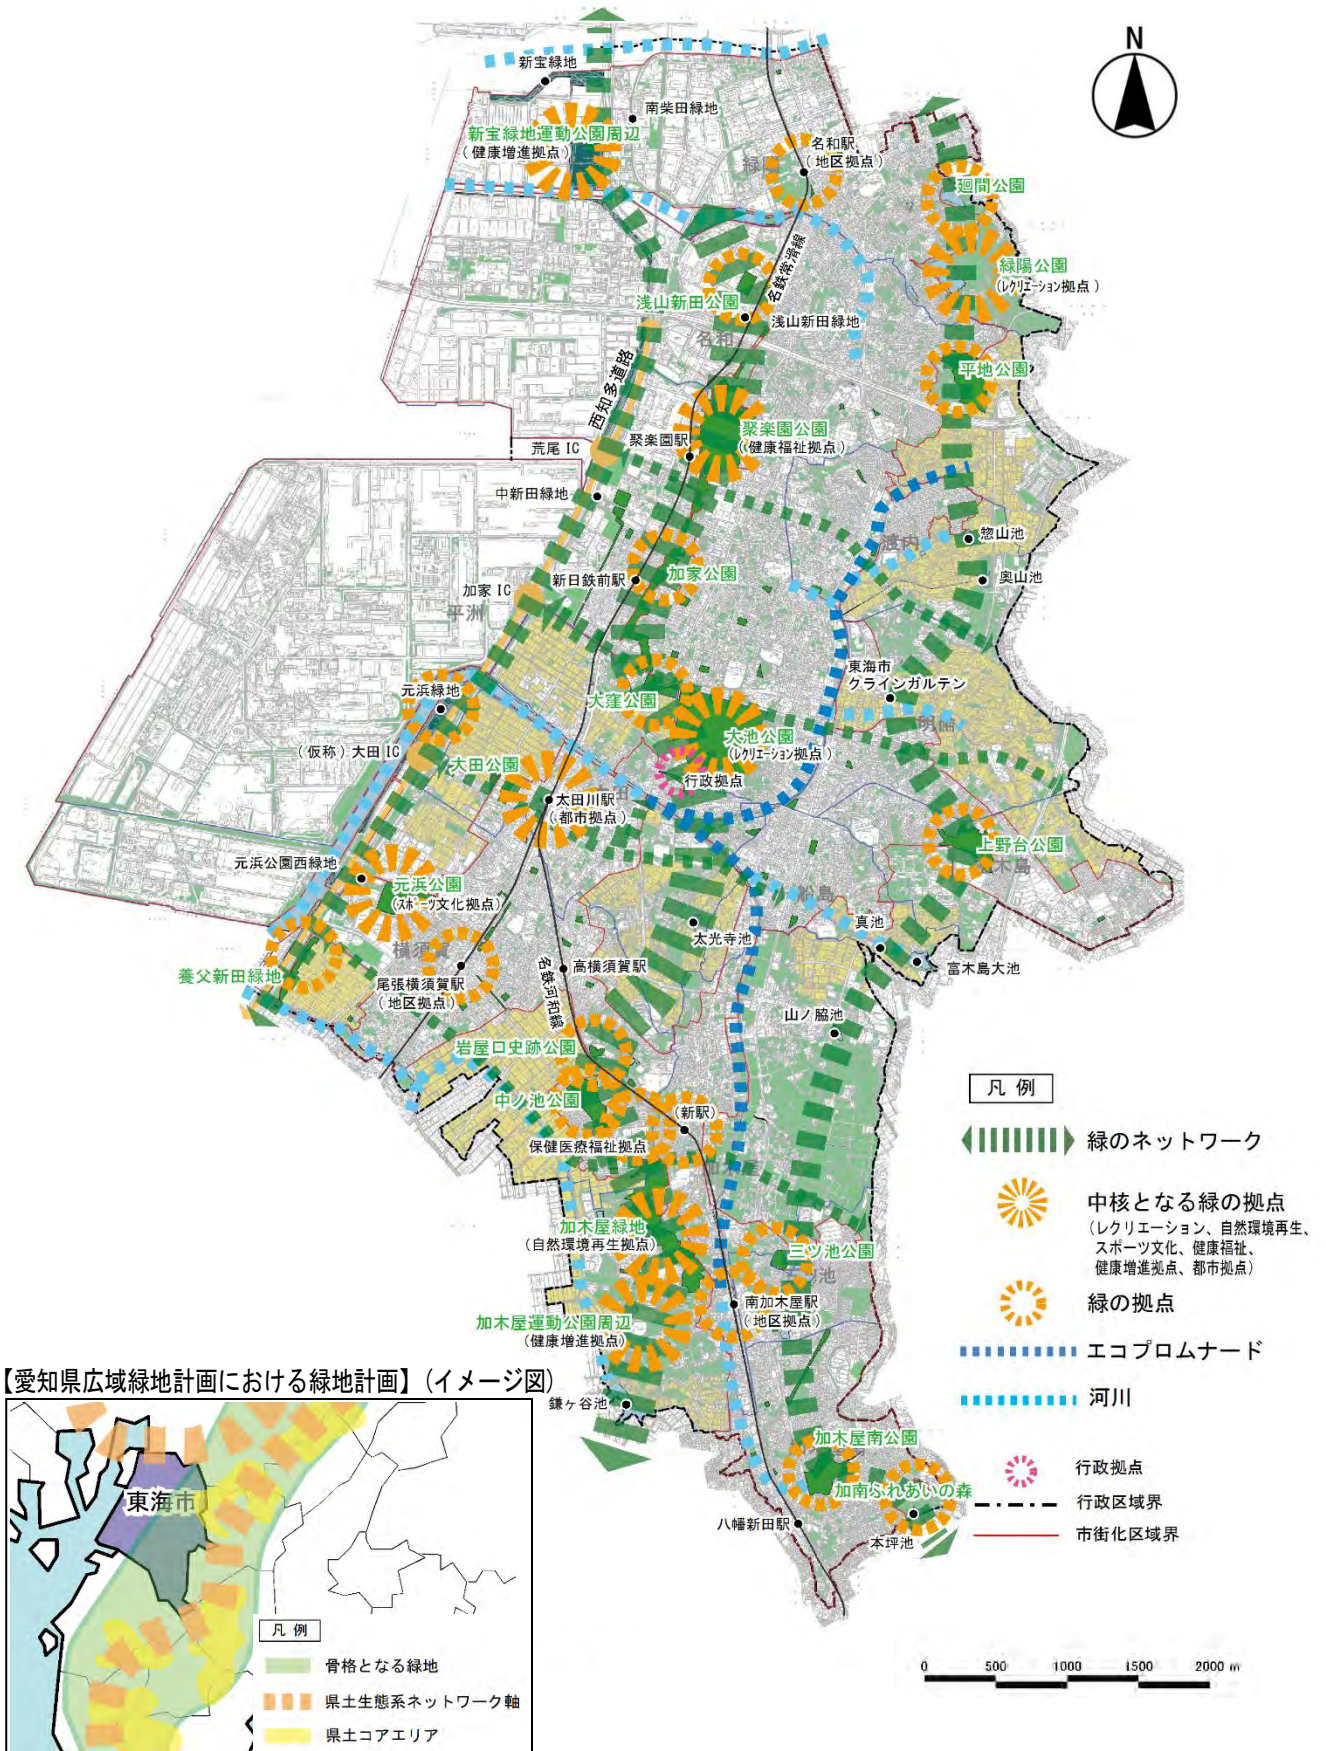 N
新宝緑地
南柴田緑地
新宝緑地運動公園周辺
(健康増進拠点)
名和駅
(地区拠点)
緑陽
廻間公園
緑陽公園
(レクリエーション拠点)
浅山新田公園
名鉄常滑線
浅山新田緑地
名和
平地公園
西知多道路
聚楽園公園
(健康福祉拠点)
聚楽園駅
荒尾 IC
中新田緑地
渡内
惣山池
奥山池
新日鉄前駅
加家公園
加家 IC
平洲
東海市
クラインガルテン
明倫
元浜緑地
大窪公園
大池公園
(レクリエーション拠点)
行政拠点
(仮称)大田 IC
大田公園
太田川駅
(都市拠点)
上野台公園
木島
元浜公園西緑地
元浜公園
(スポーツ文化拠点)
真池
太光寺池
富木島大池
横須賀
養父新田緑地
尾張横須賀駅
(地区拠点)
名鉄河和線
高横須賀駅
山ノ脇池
岩屋口史跡公園
中ノ池公園
(新駅)
保健医療福祉拠点
加木屋緑地
(自然環境再生拠点)
三ツ池公園
南加木屋駅
(地区拠点)
加木屋運動公園周辺
(健康増進拠点)
鎌ヶ谷池
加木屋南公園
加南ふれあいの森
八幡新田駅
本坪池
凡 例
緑のネットワーク
中核となる緑の拠点
(レクリエーション、自然環境再生、
スポーツ文化、健康福祉、
健康増進拠点、都市拠点)
緑の拠点
エコプロムナード
河川
行政拠点
行政区域界
市街化区域界
0 500 1000 1500 2000 m
【愛知県広域緑地計画における緑地計画】(イメージ図)
東海市
凡 例
骨格となる緑地
県土生態系ネットワーク軸
県土コアエリア